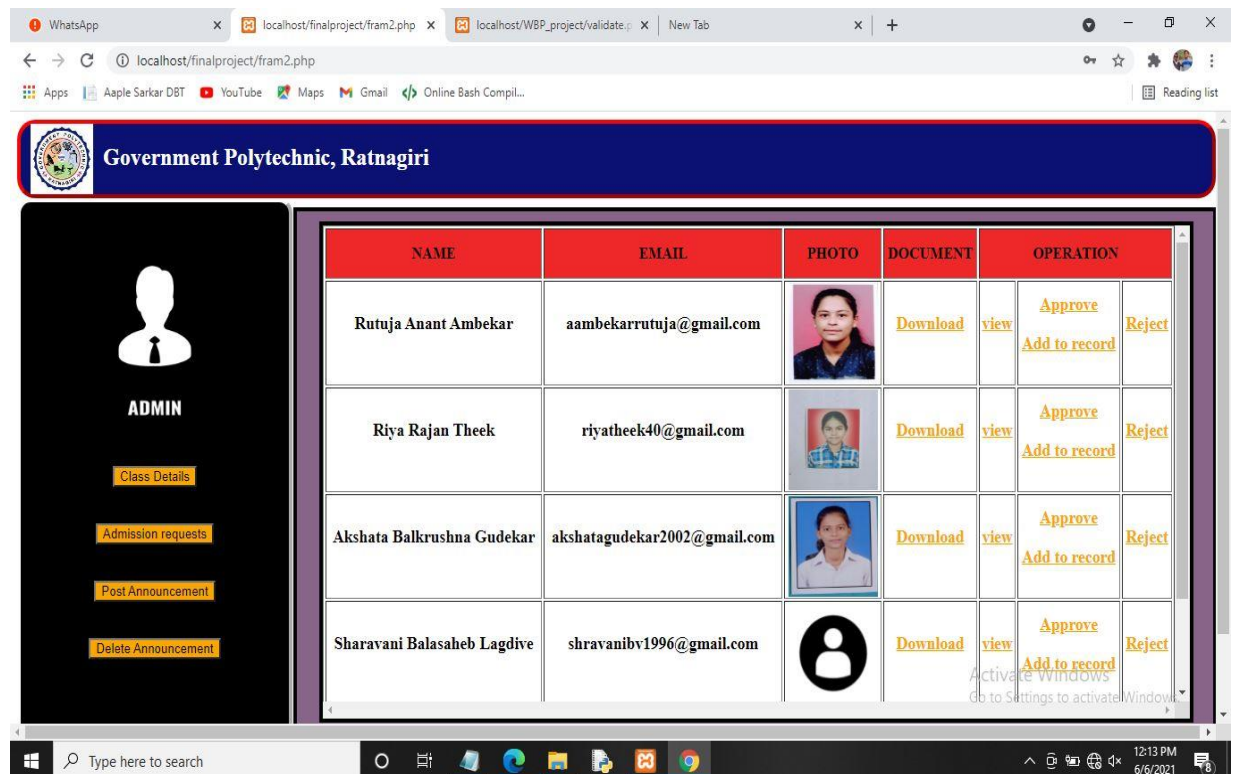 WhatsApp
localhost/finalproject/fram2.php
localhost/WBP_project/validate.p
New Tab
localhost/finalproject/fram2.php
Apps
Aaple Sarkar DBT
YouTube
Maps
Gmail
Online Bash Compil...
Reading list
Government Polytechnic, Ratnagiri
ADMIN
Class Details
Admission requests
Post Announcement
Delete Announcement
NAME EMAIL PHOTO DOCUMENT OPERATION
Rutuja Anant Ambekar aambekarrutuja@gmail.com Download view Approve Add to record Reject
Riya Rajan Theek riyatheek40@gmail.com Download view Approve Add to record Reject
Akshata Balkrushna Gudekar akshatagudekar2002@gmail.com Download view Approve Add to record Reject
Sharavani Balasaheb Lagdive shravanibv1996@gmail.com Download view Approve Add to record Reject
Activate Windows
Go to Settings to activate Windows.
Type here to search
12:13 PM
6/6/2021
8